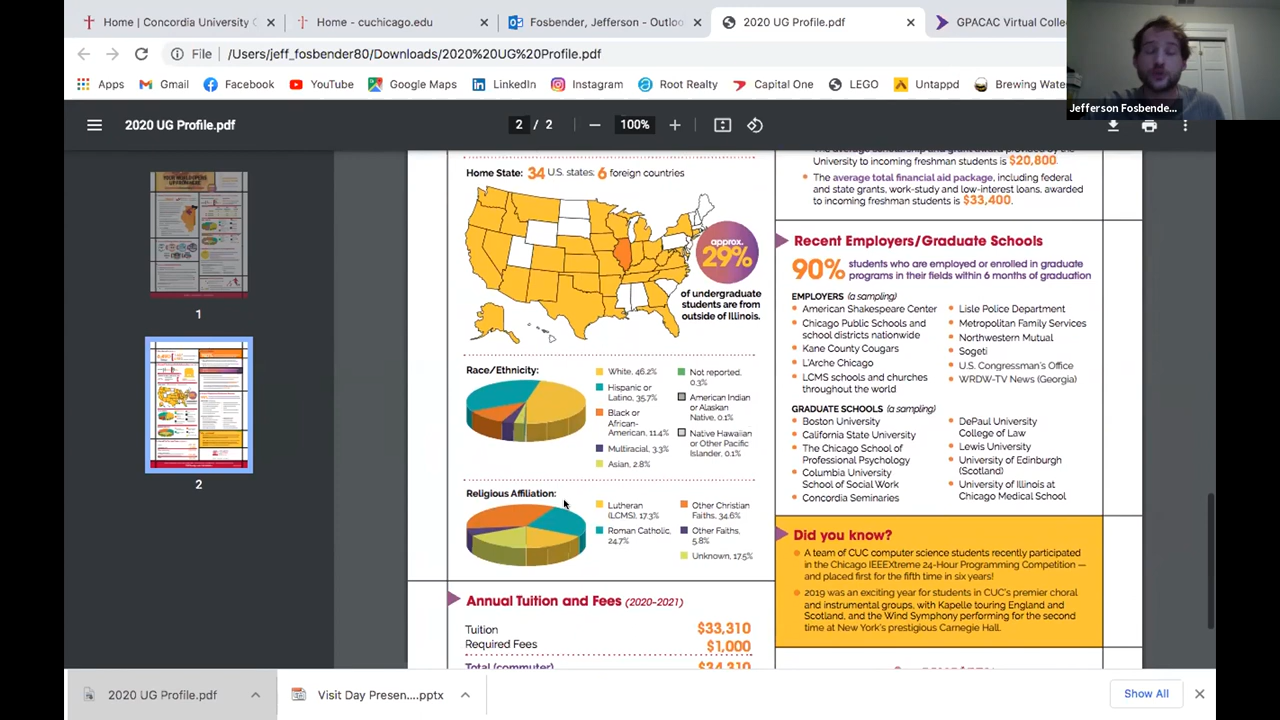 Home | Concordia University C
Home - cuchicago.edu
Fosbender, Jefferson - Outloo
2020 UG Profile.pdf
GPACAC Virtual Colle
File
/Users/jeff_fosbender80/Downloads/2020%20UG%20Profile.pdf
Apps
Gmail
Facebook
YouTube
Google Maps
LinkedIn
Instagram
Root Realty
Capital One
LEGO
Untappd
Brewing Wate
Jefferson Fosbende...
2020 UG Profile.pdf
2 / 2
100%
1
2
Home State: 34 U.S. states; 6 foreign countries
approx.
29%
of undergraduate
students are from
outside of Illinois.
Race/Ethnicity:
White, 46.2%
Hispanic or
Latino, 35.7%
Black or
African-
American, 11.4%
Multiracial, 3.3%
Asian, 2.8%
Not reported,
0.3%
American Indian
or Alaskan
Native, 0.1%
Native Hawaiian
or Other Pacific
Islander, 0.1%
Religious Affiliation:
Lutheran
(LCMS), 17.3%
Roman Catholic,
24.7%
Other Christian
Faiths, 34.6%
Other Faiths,
5.8%
Unknown, 17.5%
Annual Tuition and Fees (2020-2021)
Tuition $33,310
Required Fees $1,000
Total (commuter) $34,310
The average scholarship and grant award provided by the
University to incoming freshman students is $20,800.
The average total financial aid package, including federal
and state grants, work-study and low-interest loans, awarded
to incoming freshman students is $33,400.
Recent Employers/Graduate Schools
90% students who are employed or enrolled in graduate
programs in their fields within 6 months of graduation
EMPLOYERS (a sampling)
American Shakespeare Center
Chicago Public Schools and
school districts nationwide
Kane County Cougars
L'Arche Chicago
LCMS schools and churches
throughout the world
Lisle Police Department
Metropolitan Family Services
Northwestern Mutual
Sogeti
U.S. Congressman's Office
WRDW-TV News (Georgia)
GRADUATE SCHOOLS (a sampling)
Boston University
California State University
The Chicago School of
Professional Psychology
Columbia University
School of Social Work
Concordia Seminaries
DePaul University
College of Law
Lewis University
University of Edinburgh
(Scotland)
University of Illinois at
Chicago Medical School
Did you know?
A team of CUC computer science students recently participated
in the Chicago IEEEXtreme 24-Hour Programming Competition —
and placed first for the fifth time in six years!
2019 was an exciting year for students in CUC's premier choral
and instrumental groups, with Kapelle touring England and
Scotland, and the Wind Symphony performing for the second
time at New York's prestigious Carnegie Hall.
2020 UG Profile.pdf
Visit Day Presen....pptx
Show All